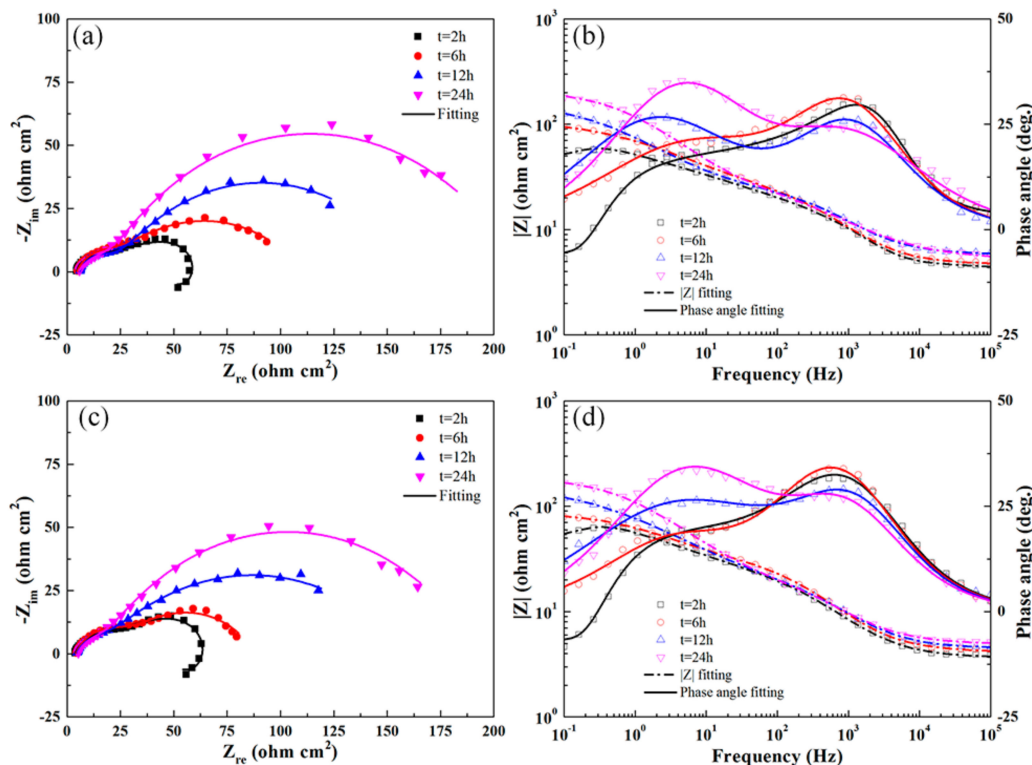 (a)
100
75
50
25
0
-25
-Z_im (ohm cm²)
0 25 50 75 100 125 150 175 200
Z_re (ohm cm²)
t=2h
t=6h
t=12h
t=24h
Fitting
(b)
10³
10²
10¹
10⁰
|Z| (ohm cm²)
50
25
0
-25
Phase angle (deg.)
t=2h
t=6h
t=12h
t=24h
|Z| fitting
Phase angle fitting
10⁻¹ 10⁰ 10¹ 10² 10³ 10⁴ 10⁵
Frequency (Hz)
(c)
100
75
50
25
0
-25
-Z_im (ohm cm²)
0 25 50 75 100 125 150 175 200
Z_re (ohm cm²)
t=2h
t=6h
t=12h
t=24h
Fitting
(d)
10³
10²
10¹
10⁰
|Z| (ohm cm²)
50
25
0
-25
Phase angle (deg.)
t=2h
t=6h
t=12h
t=24h
|Z| fitting
Phase angle fitting
10⁻¹ 10⁰ 10¹ 10² 10³ 10⁴ 10⁵
Frequency (Hz)